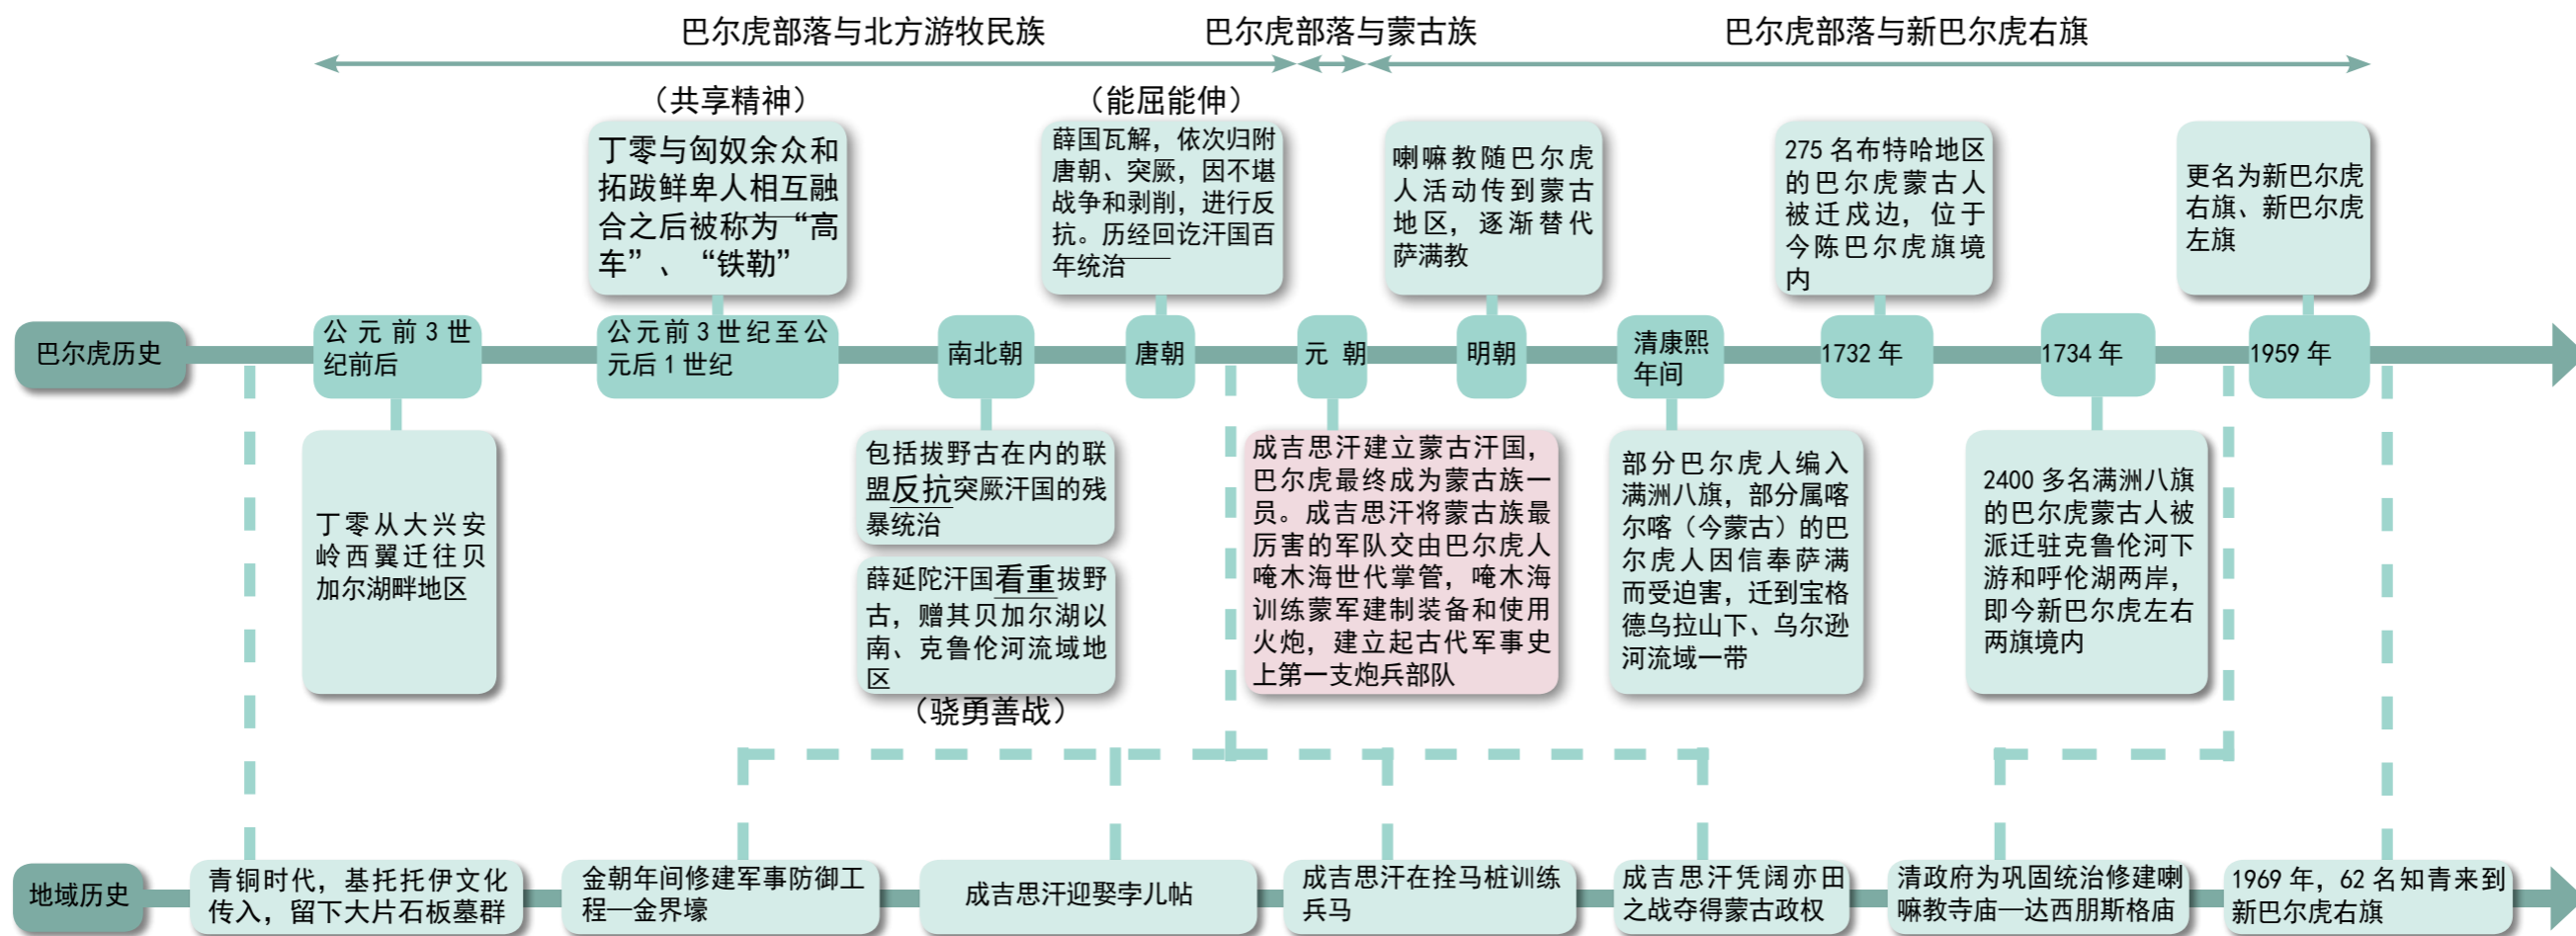 巴尔虎部落与北方游牧民族
巴尔虎部落与蒙古族
巴尔虎部落与新巴尔虎右旗
（共享精神）
丁零与匈奴余众和
拓跋鲜卑人相互融
合之后被称为“高
车”、“铁勒”
（能屈能伸）
薛国瓦解，依次归附
唐朝、突厥，因不堪
战争和剥削，进行反
抗。历经回讫汗国百
年统治
喇嘛教随巴尔虎
人活动传到蒙古
地区，逐渐替代
萨满教
275 名布特哈地区
的巴尔虎蒙古人
被迁戍边，位于
今陈巴尔虎旗境
内
更名为新巴尔虎
右旗、新巴尔虎
左旗
巴尔虎历史
公元前3世
纪前后
公元前3世纪至公
元后1世纪
南北朝
唐朝
元 朝
明朝
清康熙
年间
1732 年
1734 年
1959 年
丁零从大兴安
岭西翼迁往贝
加尔湖畔地区
包括拔野古在内的联
盟反抗突厥汗国的残
暴统治
薛延陀汗国看重拔野
古，赠其贝加尔湖以
南、克鲁伦河流域地
区
（骁勇善战）
成吉思汗建立蒙古汗国，
巴尔虎最终成为蒙古族一
员。成吉思汗将蒙古族最
厉害的军队交由巴尔虎人
唵木海世代掌管，唵木海
训练蒙军建制装备和使用
火炮，建立起古代军事史
上第一支炮兵部队
部分巴尔虎人编入
满洲八旗，部分属喀
尔喀（今蒙古）的巴
尔虎人因信奉萨满
而受迫害，迁到宝格
德乌拉山下、乌尔逊
河流域一带
2400 多名满洲八旗
的巴尔虎蒙古人被
派迁驻克鲁伦河下
游和呼伦湖两岸，
即今新巴尔虎左右
两旗境内
地域历史
青铜时代，基托托伊文化
传入，留下大片石板墓群
金朝年间修建军事防御工
程—金界壕
成吉思汗迎娶孛儿帖
成吉思汗在拴马桩训练
兵马
成吉思汗凭阔亦田
之战夺得蒙古政权
清政府为巩固统治修建喇
嘛教寺庙—达西朋斯格庙
1969 年，62 名知青来到
新巴尔虎右旗